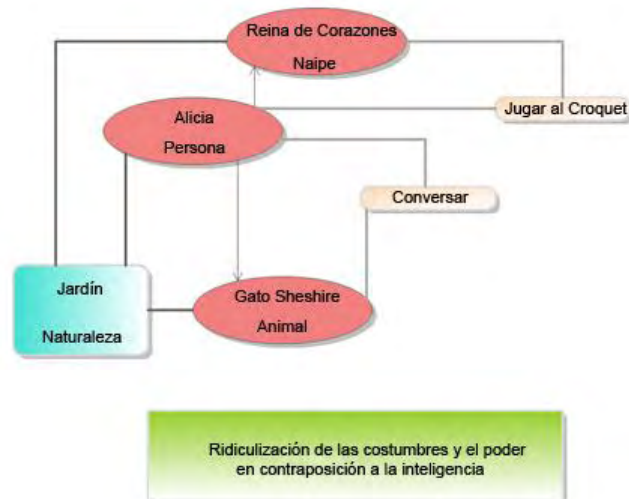 Reina de Corazones
Naipe
Jugar al Croquet
Alicia
Persona
Conversar
Jardín
Naturaleza
Gato Sheshire
Animal
Ridiculización de las costumbres y el poder
en contraposición a la inteligencia